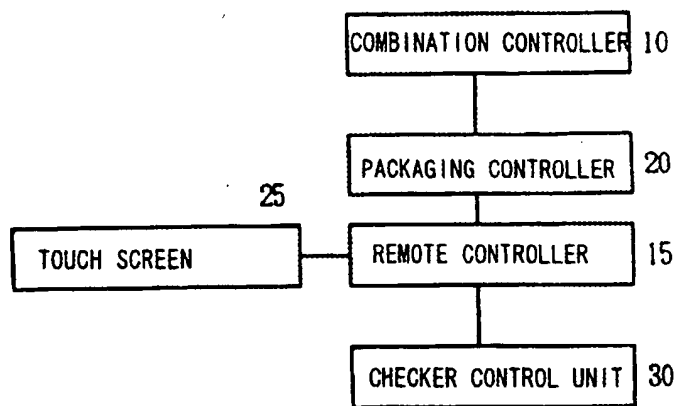 COMBINATION CONTROLLER 10
PACKAGING CONTROLLER 20
25
TOUCH SCREEN
REMOTE CONTROLLER 15
CHECKER CONTROL UNIT 30